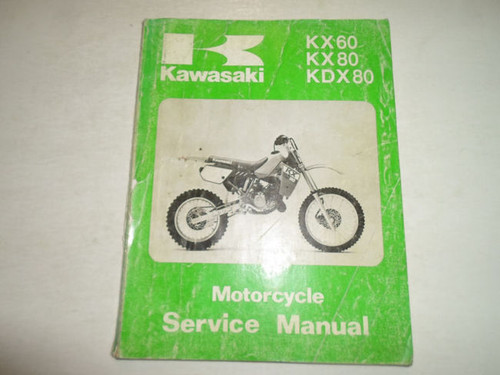 Kawasaki
KX60
KX80
KDX80
Motorcycle
Service Manual